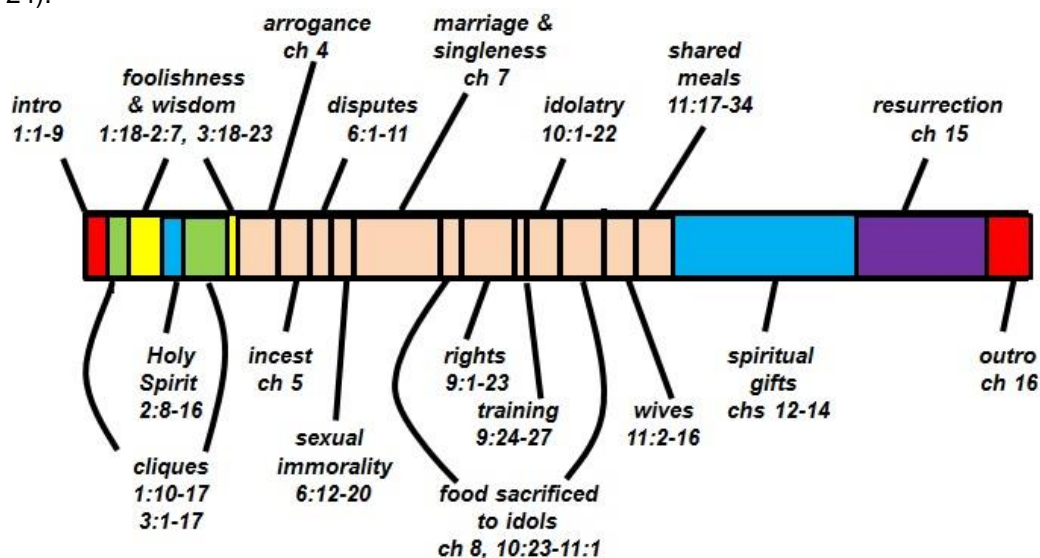 24).
arrogance
ch 4
marriage &
singleness
ch 7
shared
meals
11:17-34
foolishness
& wisdom
1:18-2:7, 3:18-23
intro
1:1-9
disputes
6:1-11
idolatry
10:1-22
resurrection
ch 15
Holy
Spirit
2:8-16
incest
ch 5
rights
9:1-23
spiritual
gifts
chs 12-14
outro
ch 16
training
9:24-27
wives
11:2-16
sexual
immorality
6:12-20
cliques
1:10-17
3:1-17
food sacrificed
to idols
ch 8, 10:23-11:1